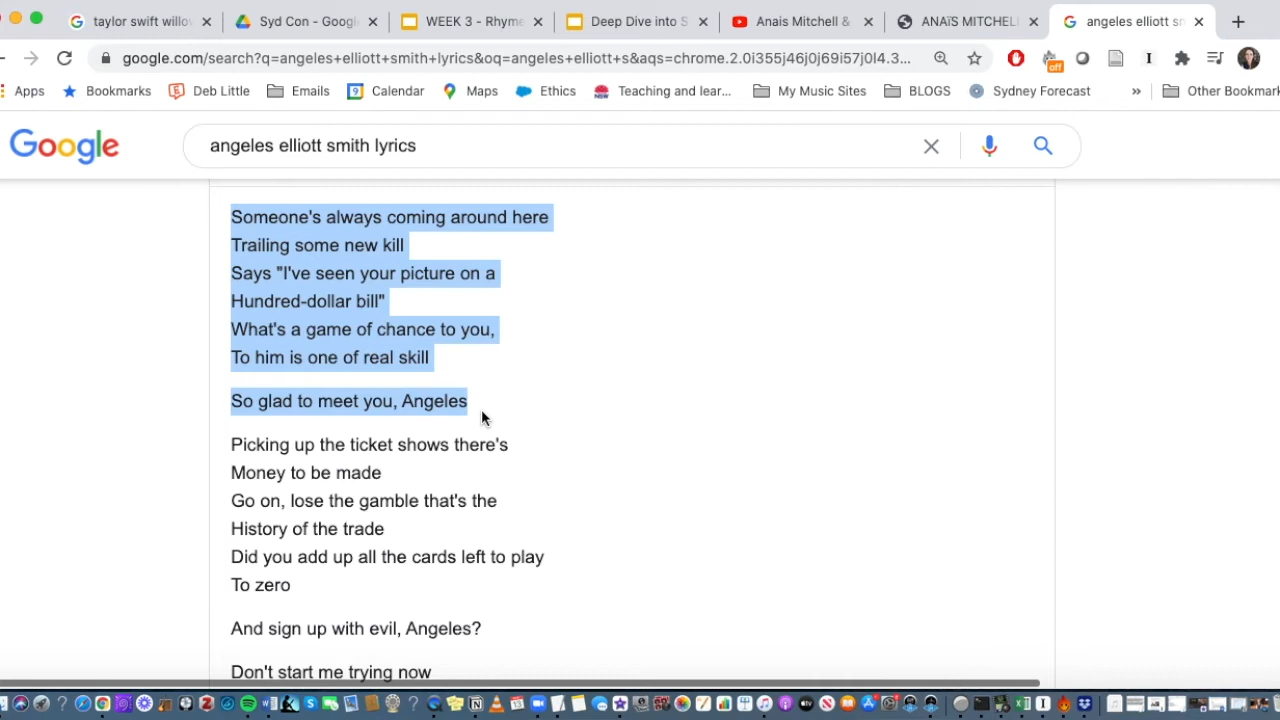 taylor swift willo
Syd Con - Googl
WEEK 3 - Rhyme
Deep Dive into S
Anais Mitchell &
ANAÏS MITCHELL
angeles elliott sm
google.com/search?q=angeles+elliott+smith+lyrics&oq=angeles+elliott+s&aqs=chrome.2.0i355j46j0j69i57j0l4.3...
off
Apps
Bookmarks
Deb Little
Emails
9
Calendar
Maps
Ethics
Teaching and lear...
My Music Sites
BLOGS
Sydney Forecast
»
Other Bookmark
Google
angeles elliott smith lyrics
Someone's always coming around here
Trailing some new kill
Says "I've seen your picture on a
Hundred-dollar bill"
What's a game of chance to you,
To him is one of real skill
So glad to meet you, Angeles
Picking up the ticket shows there's
Money to be made
Go on, lose the gamble that's the
History of the trade
Did you add up all the cards left to play
To zero
And sign up with evil, Angeles?
Don't start me trying now